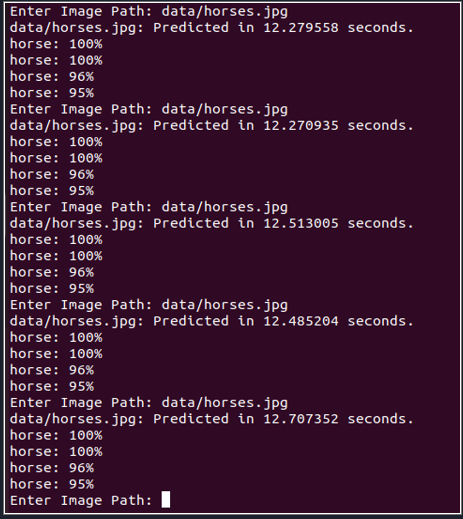 Enter Image Path: data/horses.jpg
data/horses.jpg: Predicted in 12.279558 seconds.
horse: 100%
horse: 100%
horse: 96%
horse: 95%
Enter Image Path: data/horses.jpg
data/horses.jpg: Predicted in 12.270935 seconds.
horse: 100%
horse: 100%
horse: 96%
horse: 95%
Enter Image Path: data/horses.jpg
data/horses.jpg: Predicted in 12.513005 seconds.
horse: 100%
horse: 100%
horse: 96%
horse: 95%
Enter Image Path: data/horses.jpg
data/horses.jpg: Predicted in 12.485204 seconds.
horse: 100%
horse: 100%
horse: 96%
horse: 95%
Enter Image Path: data/horses.jpg
data/horses.jpg: Predicted in 12.707352 seconds.
horse: 100%
horse: 100%
horse: 96%
horse: 95%
Enter Image Path: